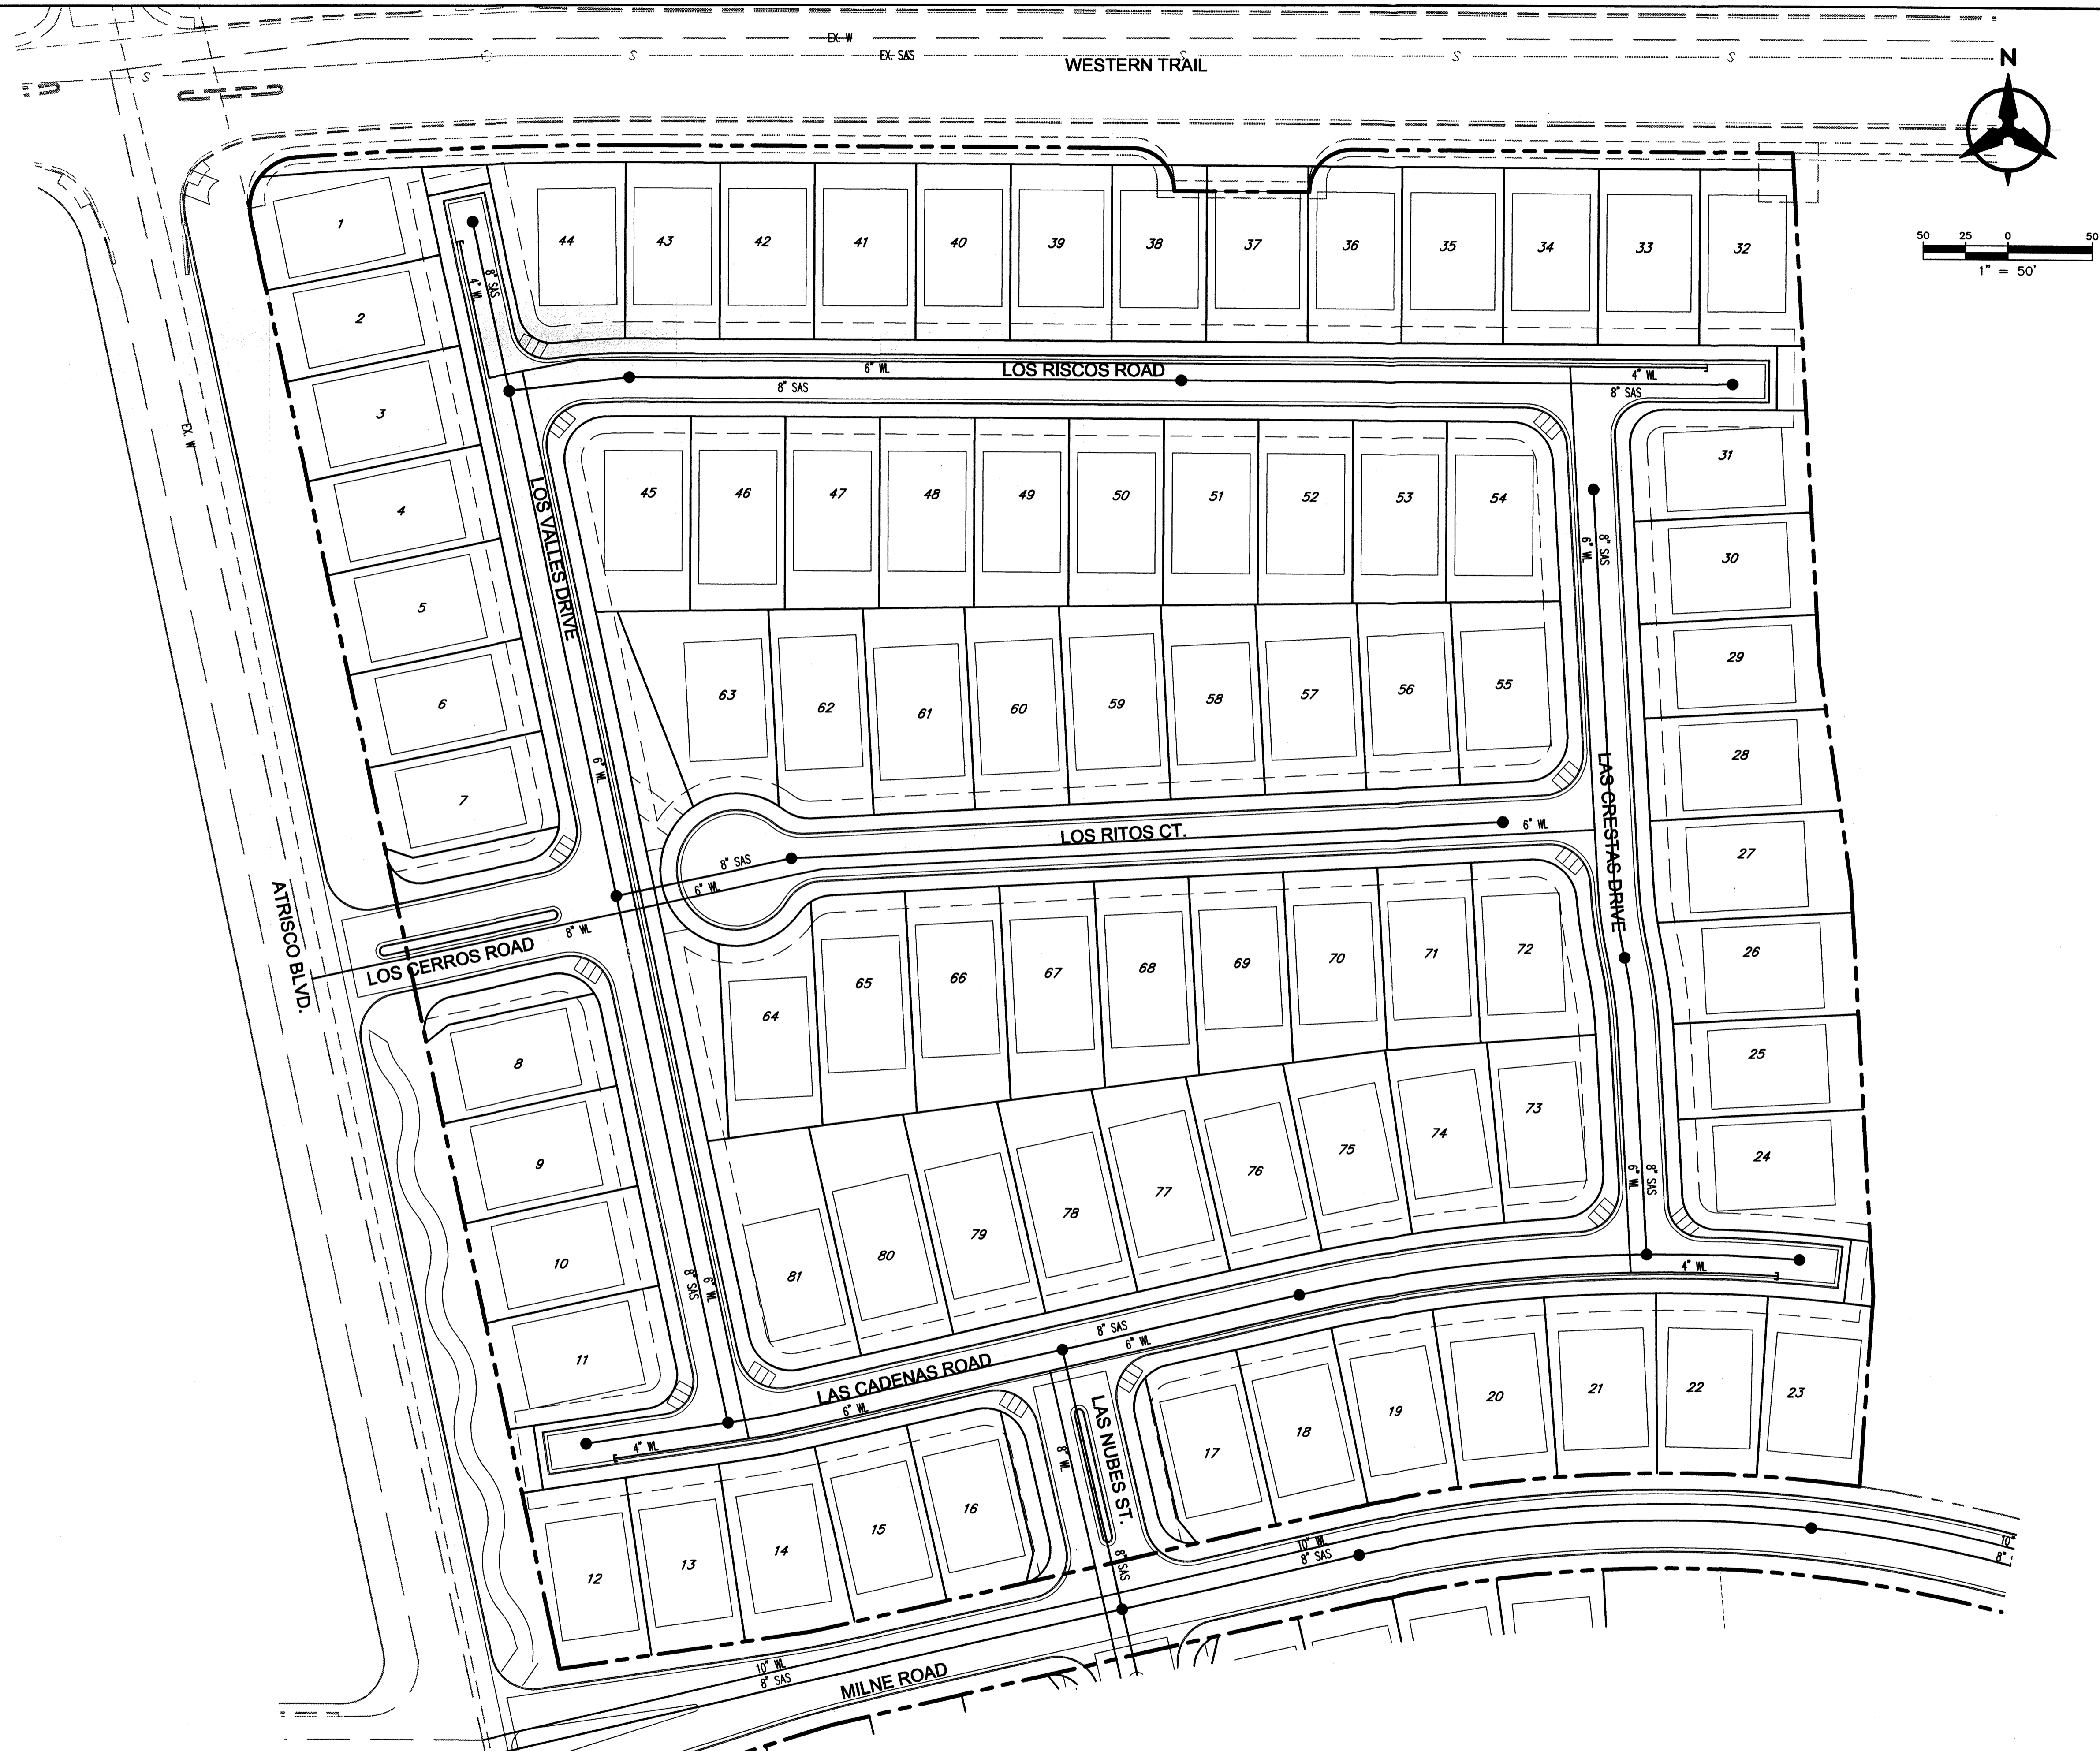 EX. W
EX. SAS
S
S
S
S
S
WESTERN TRAIL
N
50 25 0 50
1" = 50'
1
44
43
42
41
40
39
38
37
36
35
34
33
32
8" SAS
4" WL
2
6" WL
LOS RISCOS ROAD
4" WL
8" SAS
8" SAS
3
EX. W
31
45
46
47
48
49
50
51
52
53
54
4
LOS VALLES DRIVE
8" SAS
6" WL
30
5
29
63
62
61
60
59
58
57
56
55
6
28
6" WL
LAS CRESTAS DRIVE
7
LOS RITOS CT.
6" WL
27
8" SAS
6" WL
ATRISCO BLVD.
8" WL
LOS CERROS ROAD
64
65
66
67
68
69
70
71
72
26
8
25
9
81
80
79
78
77
76
75
74
73
24
6" WL
8" SAS
10
8" SAS
6" WL
4" WL
11
8" SAS
6" WL
LAS CADENAS ROAD
6" WL
4" WL
LAS NUBES ST.
8" WL
17
18
19
20
21
22
23
12
13
14
15
16
8" SAS
10" WL
8" SAS
10"
8"
10" WL
8" SAS
MILNE ROAD